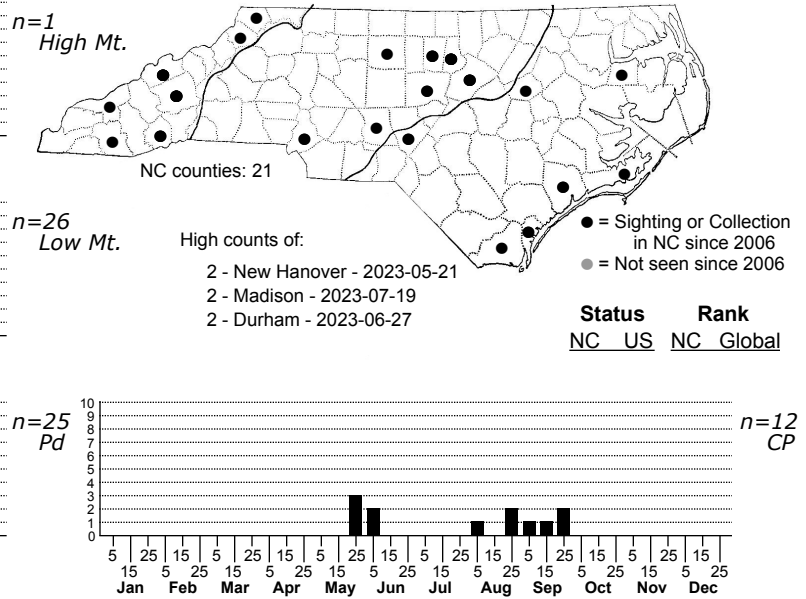 n=1
High Mt.
NC counties: 21
n=26
Low Mt.
High counts of:
2 - New Hanover - 2023-05-21
2 - Madison - 2023-07-19
2 - Durham - 2023-06-27
= Sighting or Collection
in NC since 2006
= Not seen since 2006
Status Rank
NC US NC Global
n=25
Pd
n=12
CP
10
9
8
7
6
5
4
3
2
1
0
5 25 15 5 25 15 5 25 15 5 25 15 5 25 15 5 25 15
15 5 25 15 5 25 15 5 25 15 5 25 15 5 25 15 5 25
Jan Feb Mar Apr May Jun Jul Aug Sep Oct Nov Dec